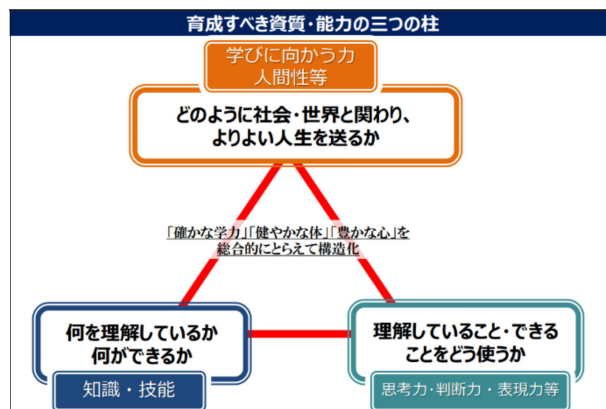 育成すべき資質・能力の三つの柱
学びに向かう力
人間性等
どのように社会・世界と関わり、
よりよい人生を送るか
「確かな学力」「健やかな体」「豊かな心」を
総合的にとらえて構造化
何を理解しているか
何ができるか
知識・技能
理解していること・できる
ことをどう使うか
思考力・判断力・表現力等